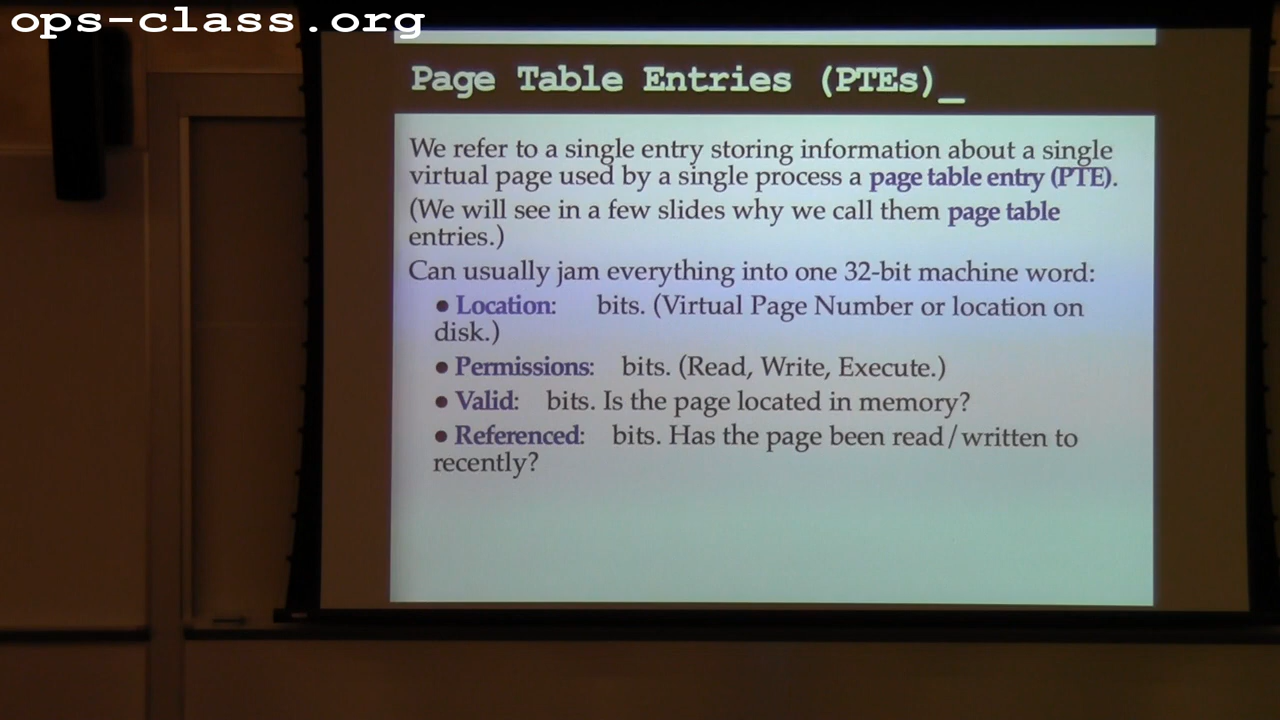 ops-class.org
Page Table Entries (PTEs)_
We refer to a single entry storing information about a single
virtual page used by a single process a page table entry (PTE).
(We will see in a few slides why we call them page table
entries.)
Can usually jam everything into one 32-bit machine word:
• Location: bits. (Virtual Page Number or location on
disk.)
• Permissions: bits. (Read, Write, Execute.)
• Valid: bits. Is the page located in memory?
• Referenced: bits. Has the page been read/written to
recently?